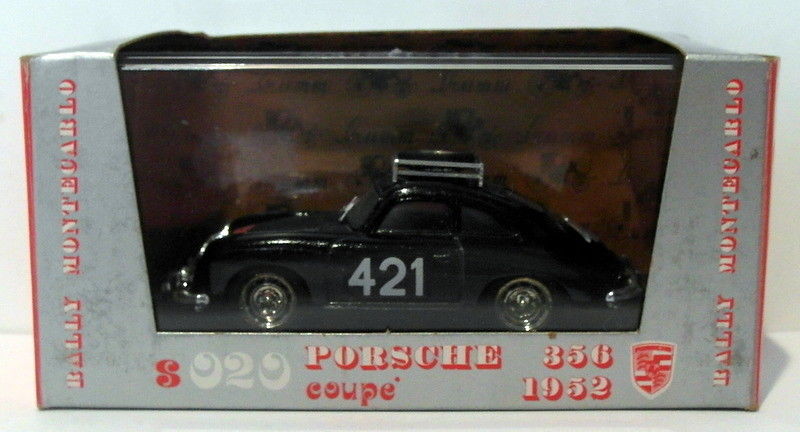 RALLY MONTECARLO
421
RALLY MONTECARLO
S 020 PORSCHE 356
coupe' 1952